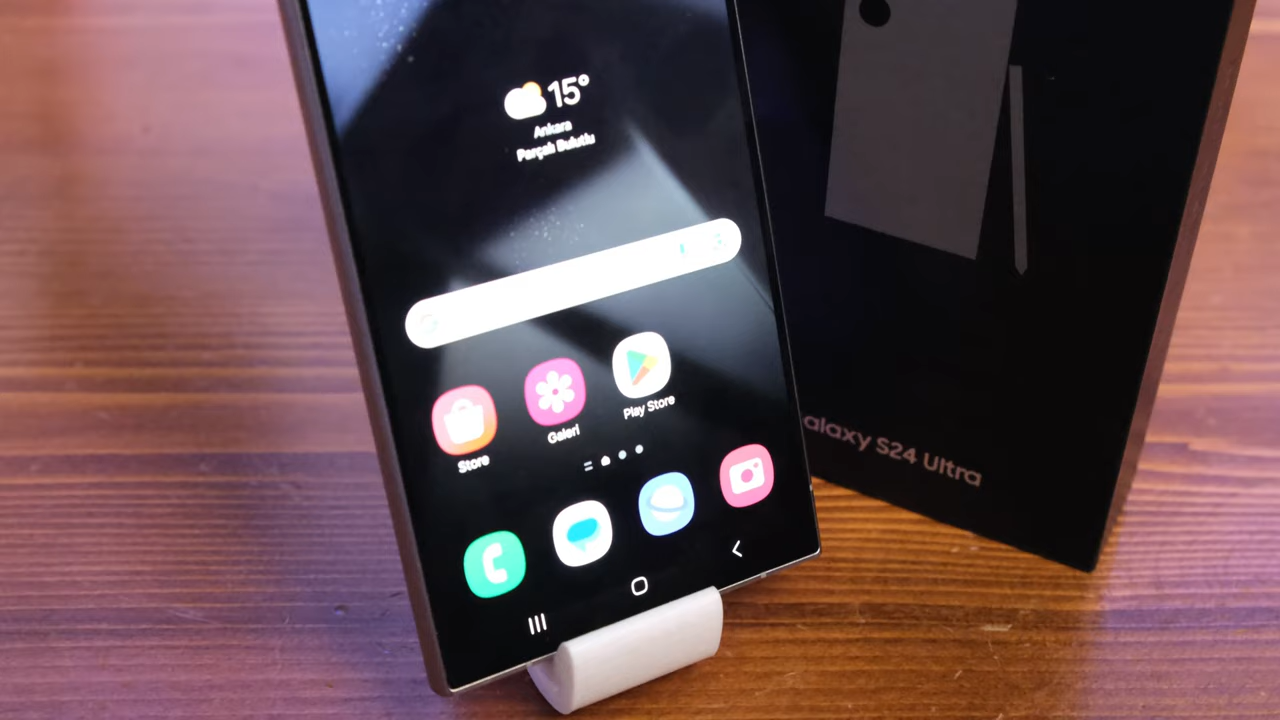 15°
Ankara
Parçalı Bulutlu
Store
Galeri
Play Store
alaxy S24 Ultra